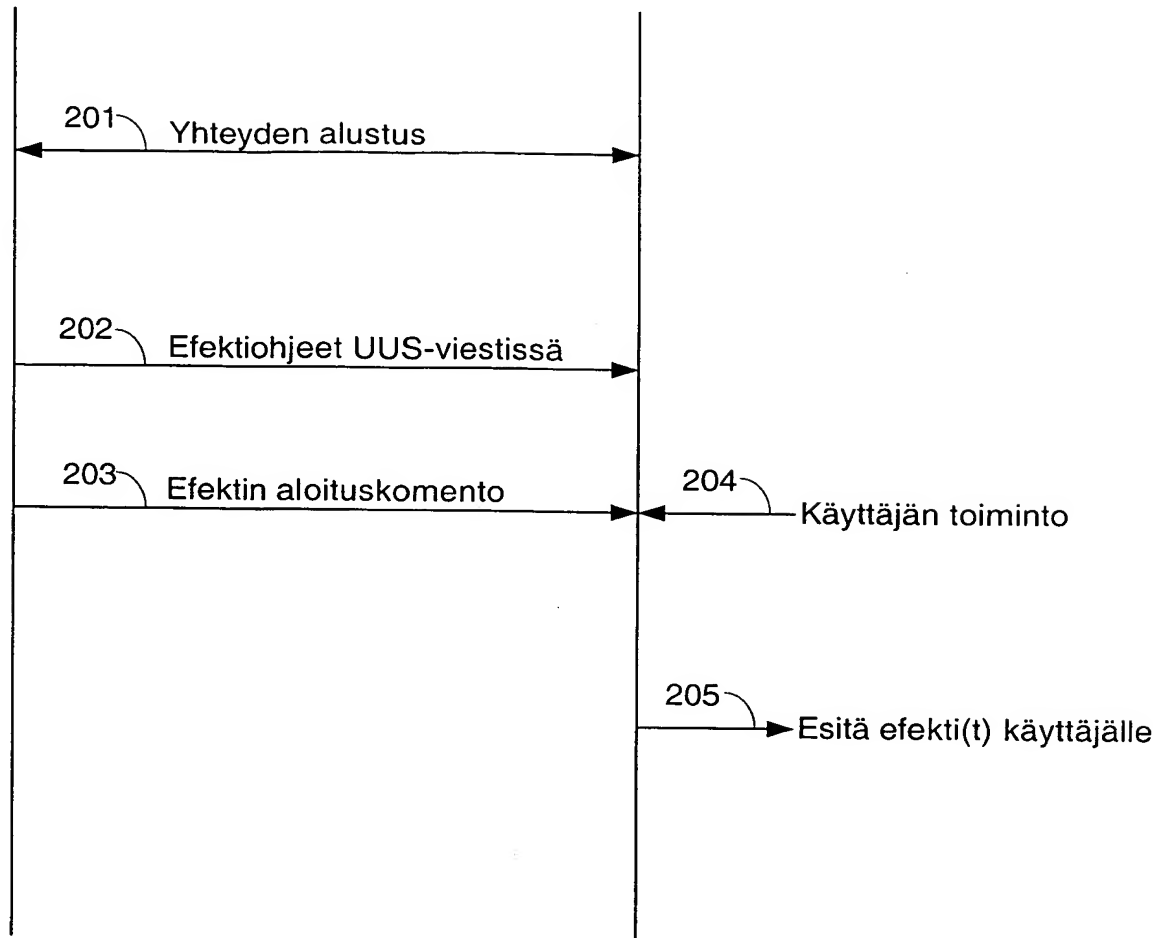 201 Yhteyden alustus
202 Efektiohjeet UUS-viestissä
203 Efektin aloituskomento
204 Käyttäjän toiminto
205 Esitä efekti(t) käyttäjälle